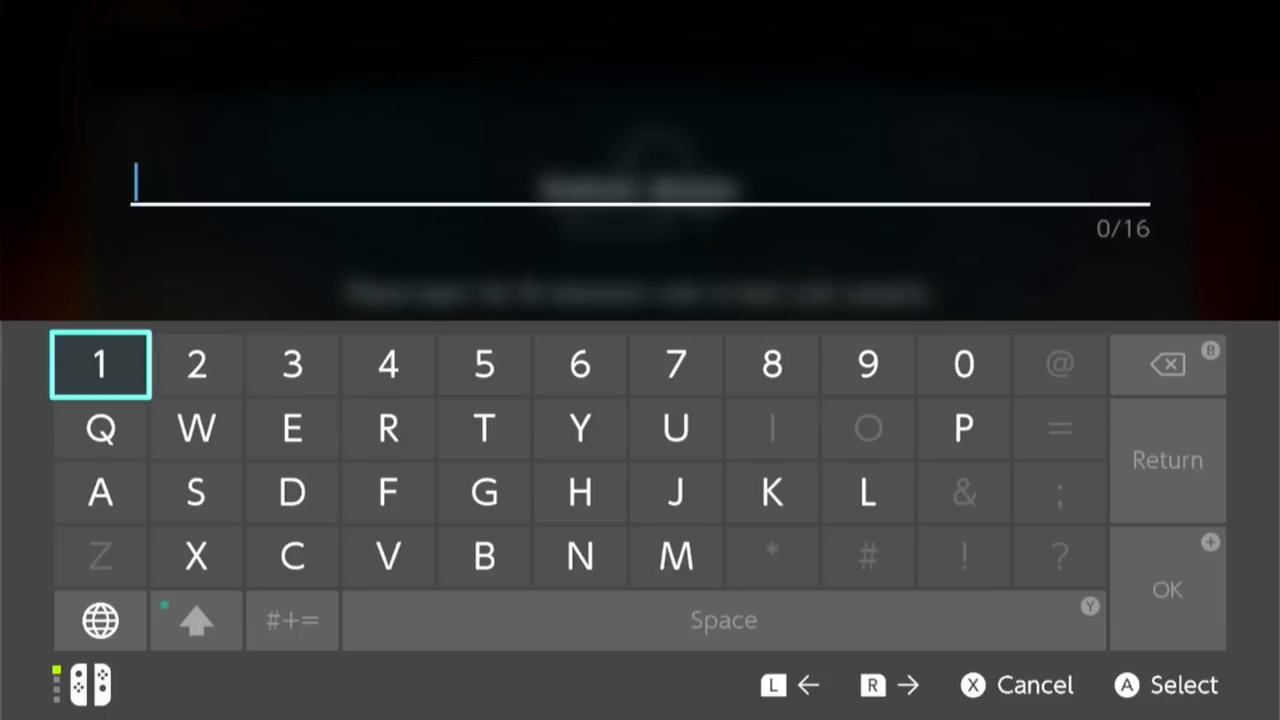 0/16
1 2 3 4 5 6 7 8 9 0 @ B
Q W E R T Y U I O P = Return
A S D F G H J K L & ;
Z X C V B N M * # ! ? + OK
#+= Space Y
L ← R → X Cancel A Select